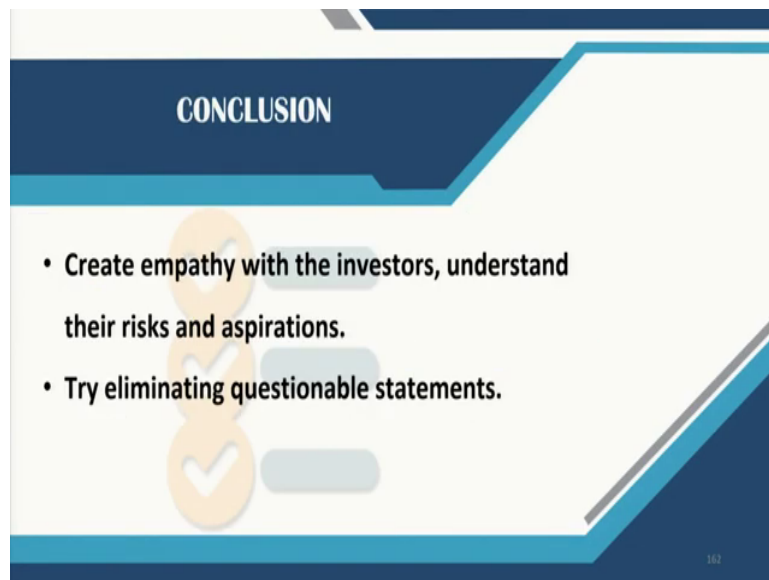 CONCLUSION
• Create empathy with the investors, understand
their risks and aspirations.
• Try eliminating questionable statements.
162